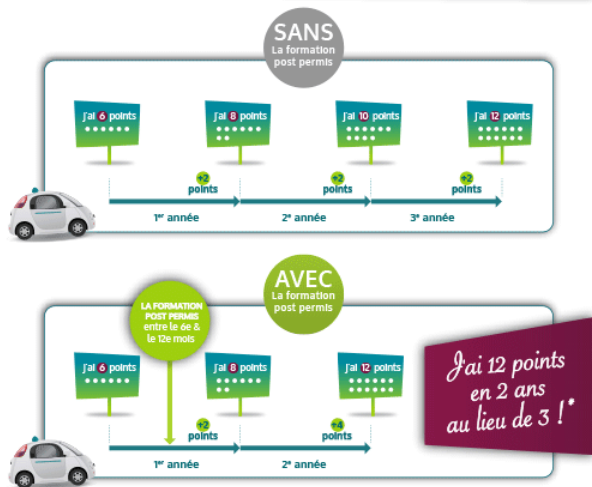 SANS
La formation
post permis
J'ai 6 points
J'ai 8 points
J'ai 10 points
J'ai 12 points
+2
points
+2
points
+2
points
1re année
2e année
3e année
AVEC
La formation
post permis
LA FORMATION
POST PERMIS
entre le 6e &
le 12e mois
J'ai 6 points
J'ai 8 points
J'ai 12 points
J'ai 12 points
en 2 ans
au lieu de 3 !*
+2
points
+4
points
1re année
2e année